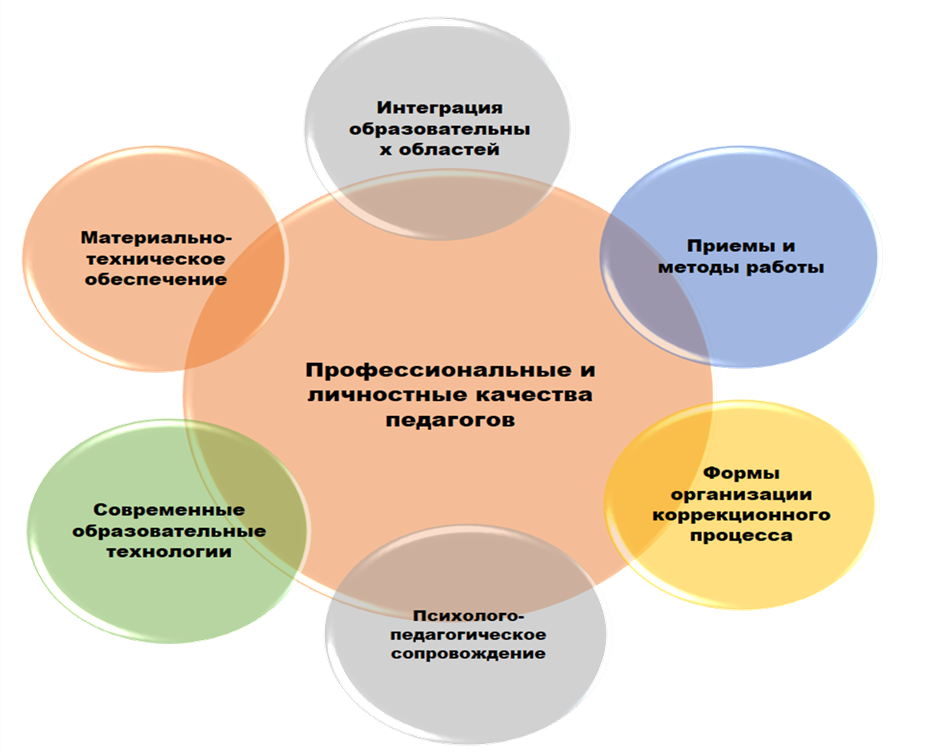 Интеграция
образовательны
х областей
Материально-
техническое
обеспечение
Приемы и
методы работы
Профессиональные и
личностные качества
педагогов
Современные
образовательные
технологии
Формы
организации
коррекционного
процесса
Психолого-
педагогическое
сопровождение